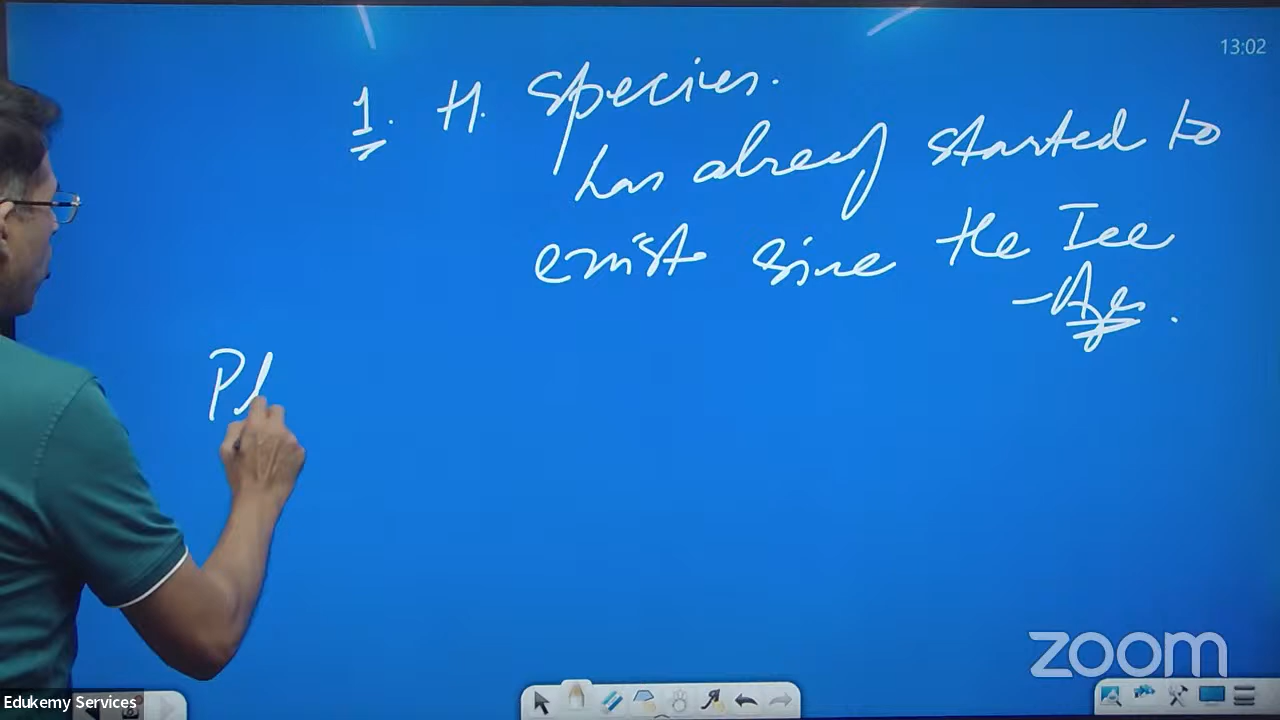 13:02
1. H. Species.
has already started to
exist since the Ice
- Age.
Pl
zoom
Edukemy Services